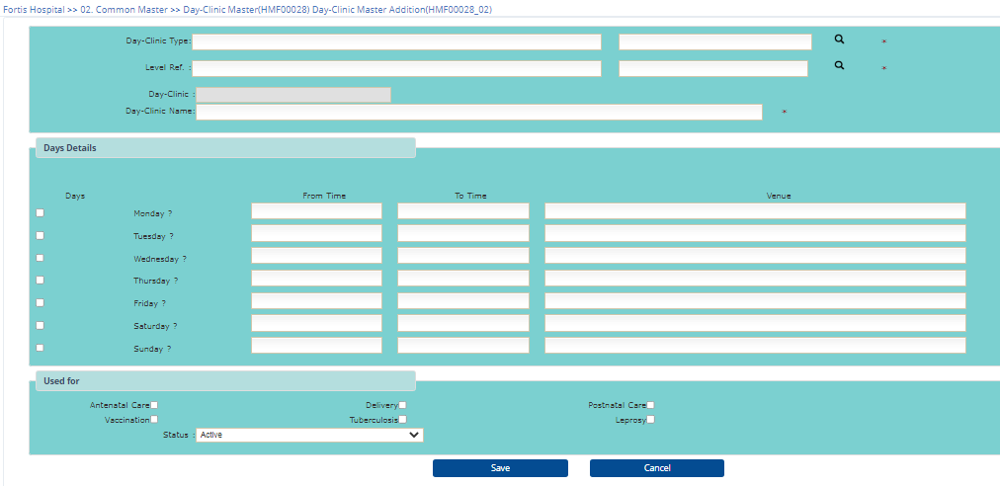 Fortis Hospital >> 02. Common Master >> Day-Clinic Master(HMF00028) Day-Clinic Master Addition(HMF00028_02)
Day-Clinic Type: *
Level Ref. : *
Day-Clinic :
Day-Clinic Name: *
Days Details
Days From Time To Time Venue
Monday ?
Tuesday ?
Wednesday ?
Thursday ?
Friday ?
Saturday ?
Sunday ?
Used for
Antenatal Care Delivery Postnatal Care
Vaccination Tuberculosis Leprosy
Status : Active
Save Cancel